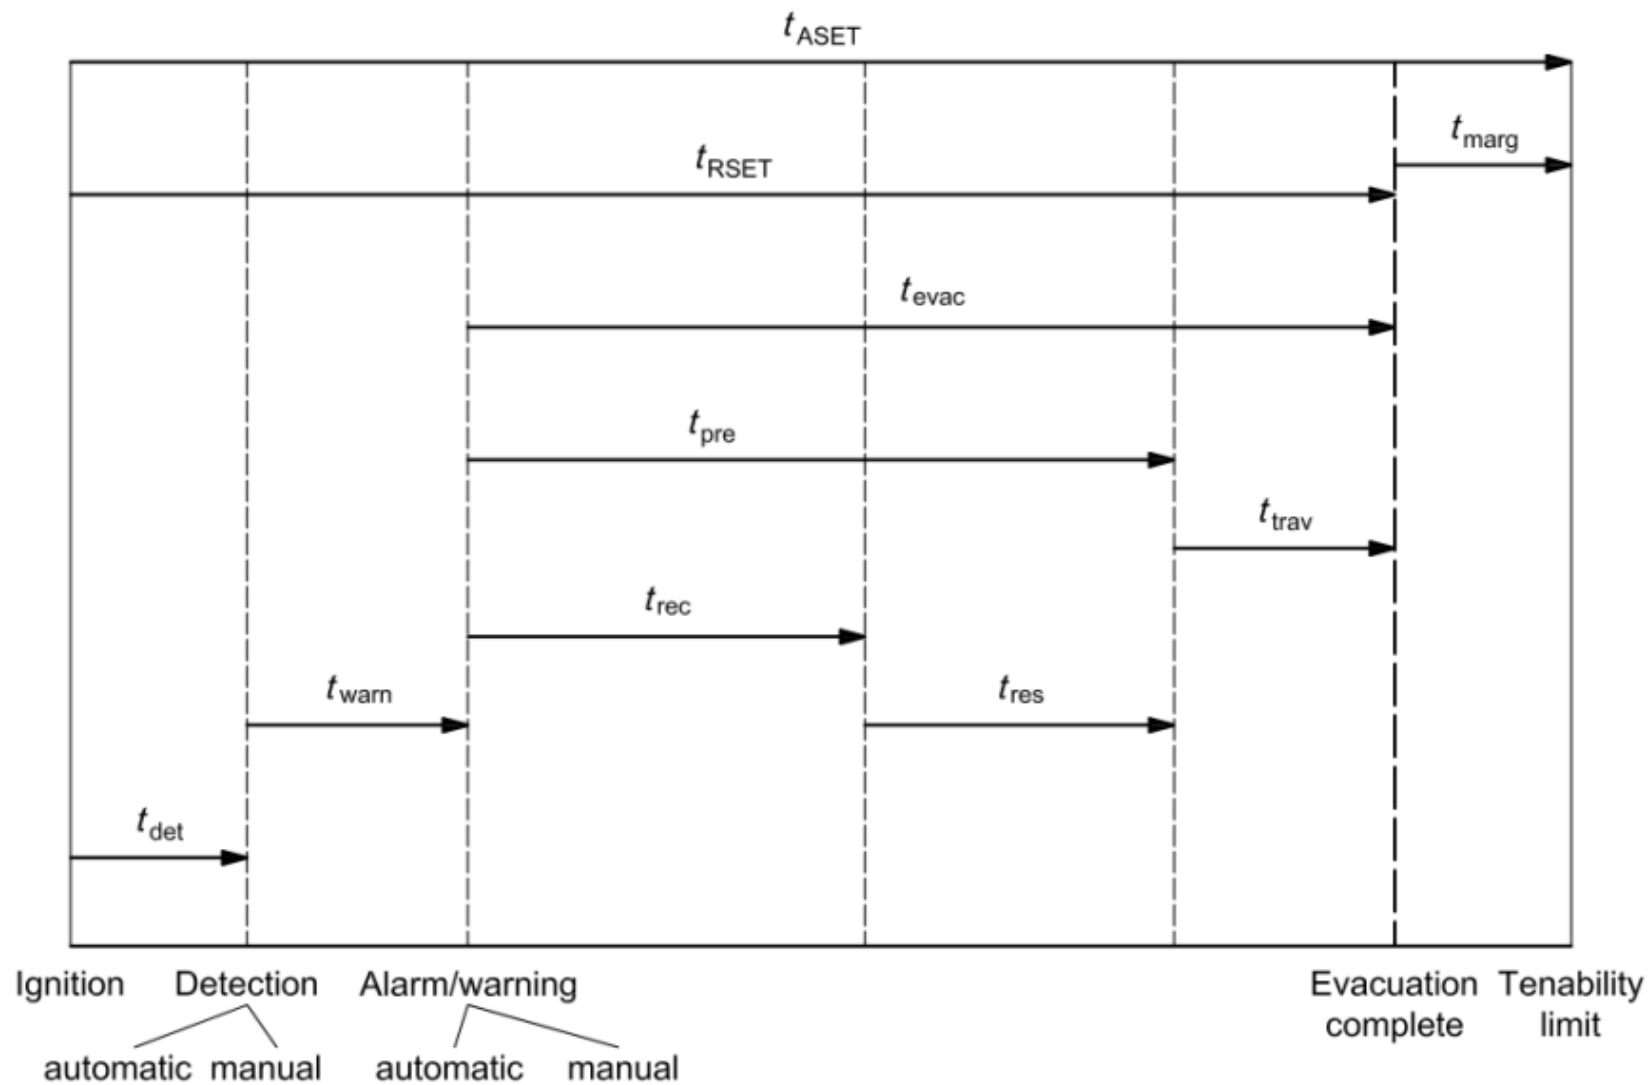 tASET
tmarg
tRSET
tevac
tpre
ttrav
trec
twarn
tres
tdet
Ignition Detection Alarm/warning Evacuation Tenability
complete limit
automatic manual automatic manual